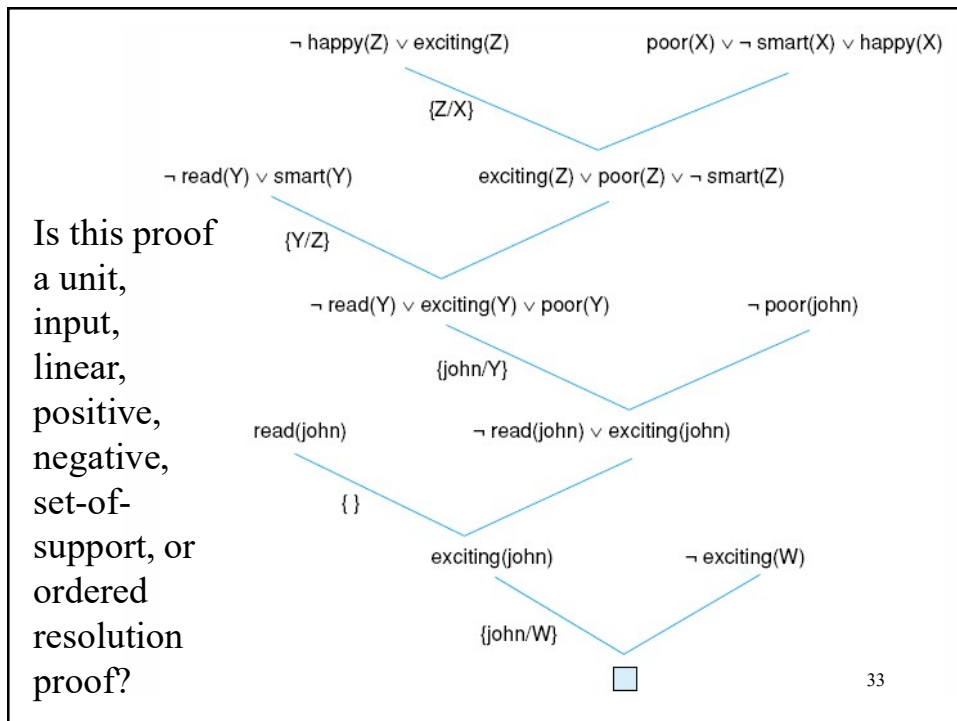 ¬ happy(Z) ∨ exciting(Z) poor(X) ∨ ¬ smart(X) ∨ happy(X)
{Z/X}
¬ read(Y) ∨ smart(Y) exciting(Z) ∨ poor(Z) ∨ ¬ smart(Z)
{Y/Z}
¬ read(Y) ∨ exciting(Y) ∨ poor(Y) ¬ poor(john)
{john/Y}
read(john) ¬ read(john) ∨ exciting(john)
{ }
exciting(john) ¬ exciting(W)
{john/W}
Is this proof
a unit,
input,
linear,
positive,
negative,
set-of-
support, or
ordered
resolution
proof?
33